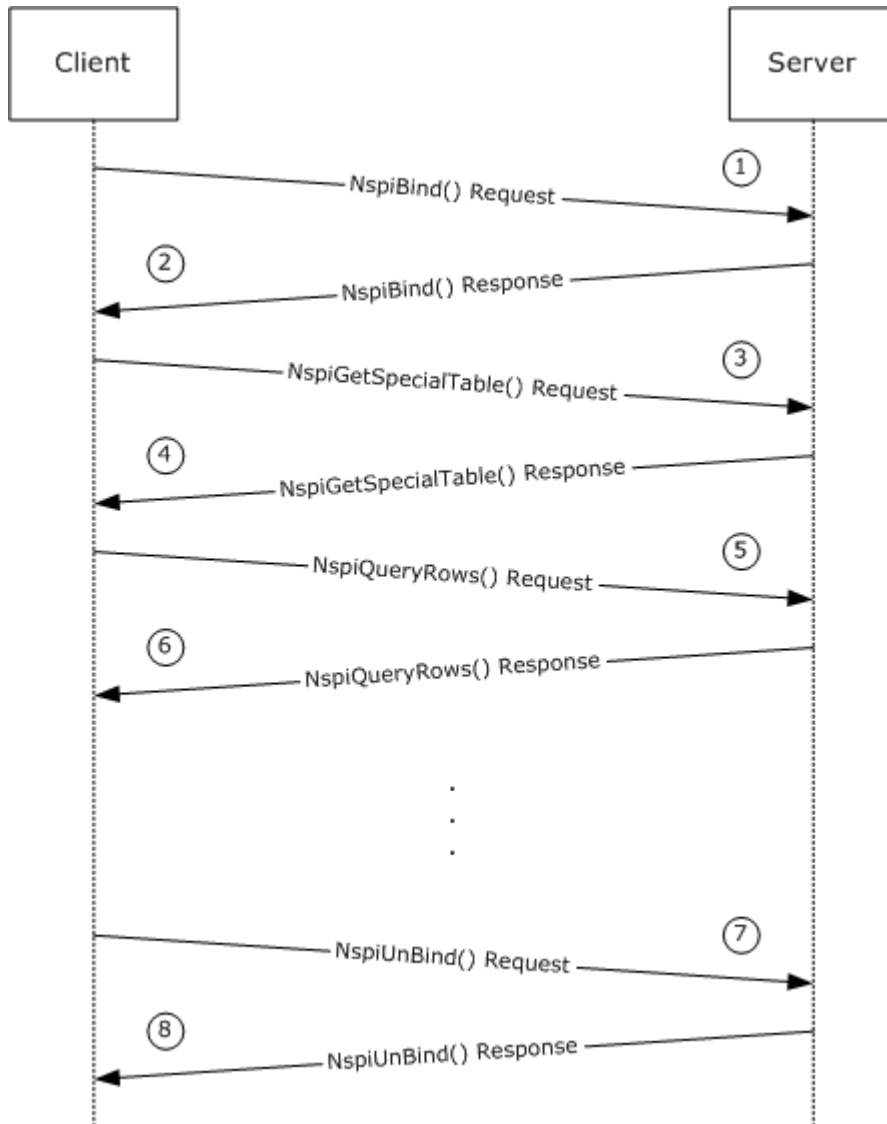 Client
Server
1
NspiBind() Request
2
NspiBind() Response
3
NspiGetSpecialTable() Request
4
NspiGetSpecialTable() Response
5
NspiQueryRows() Request
6
NspiQueryRows() Response
.
.
.
7
NspiUnBind() Request
8
NspiUnBind() Response